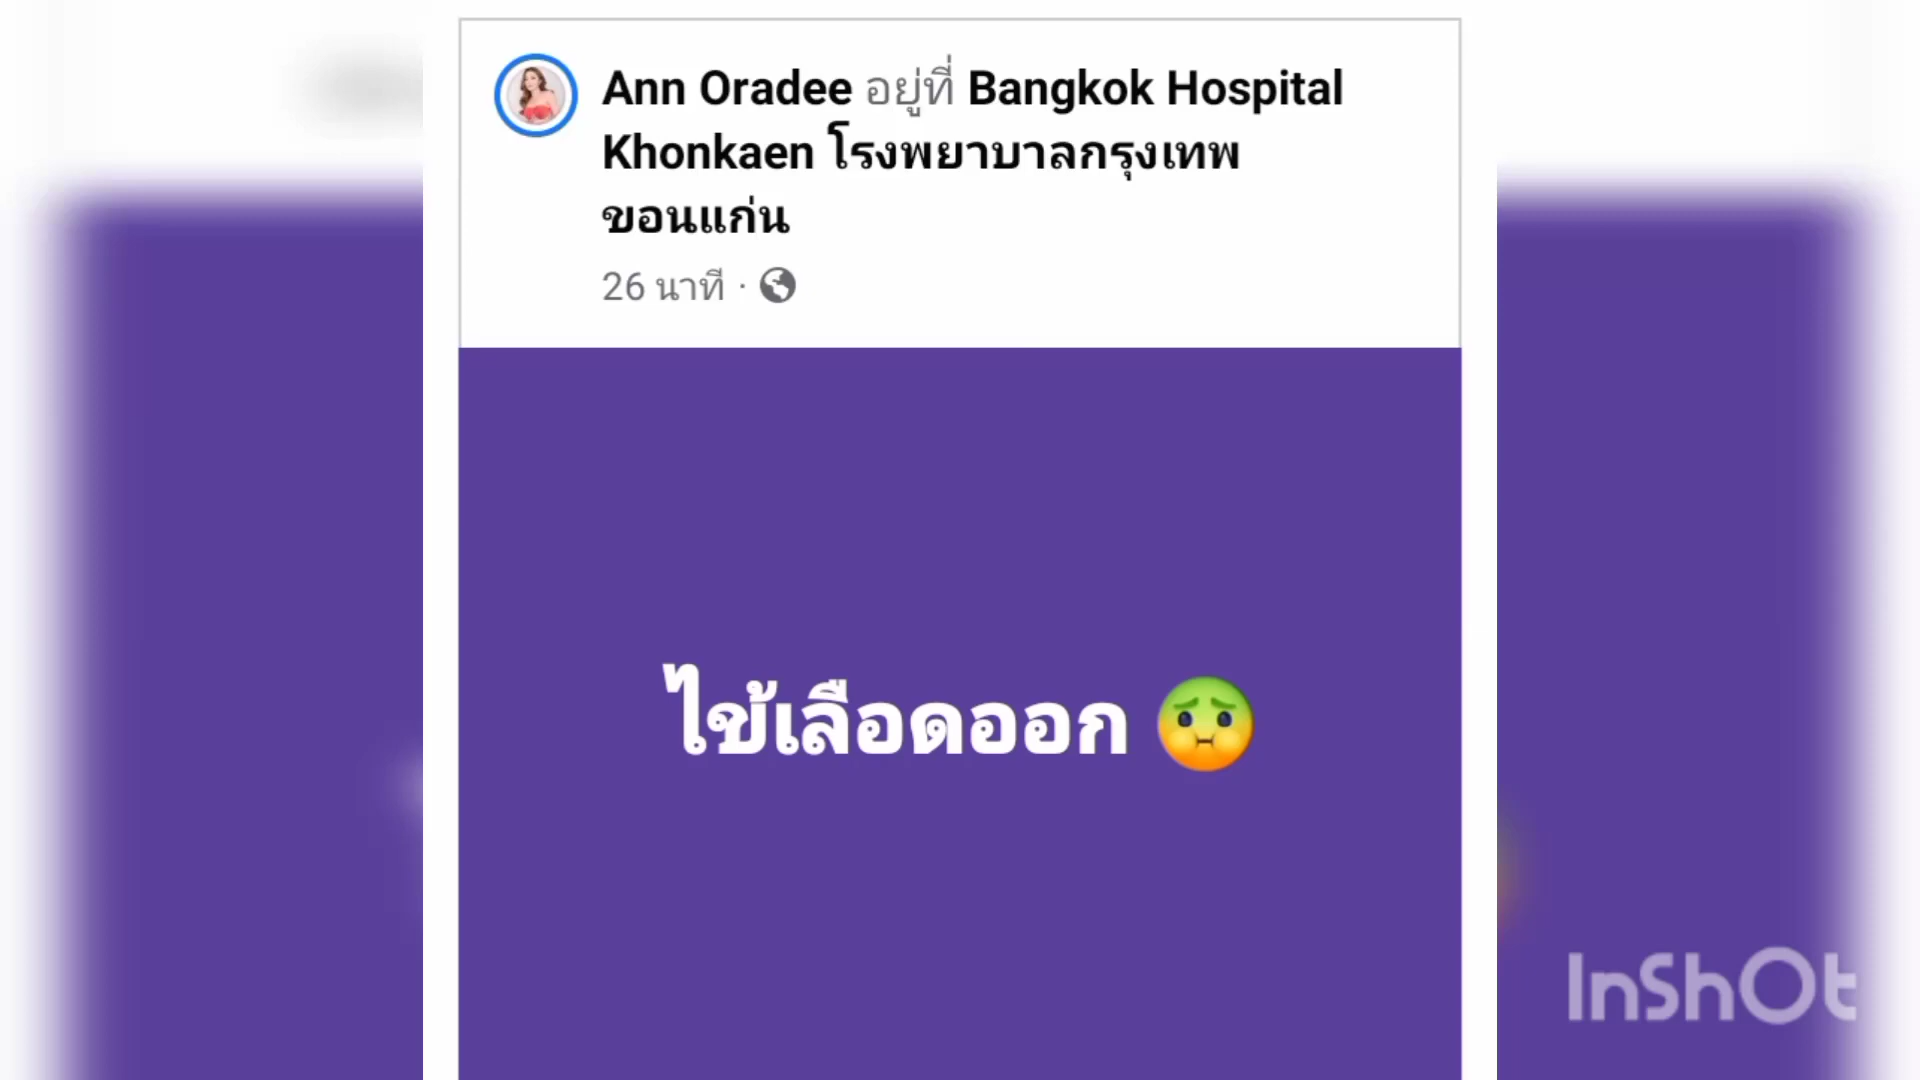 Ann Oradee อยู่ที่ Bangkok Hospital
Khonkaen โรงพยาบาลกรุงเทพ
ขอนแก่น
26 นาที ·
ไข้เลือดออก 🤢
InShOt